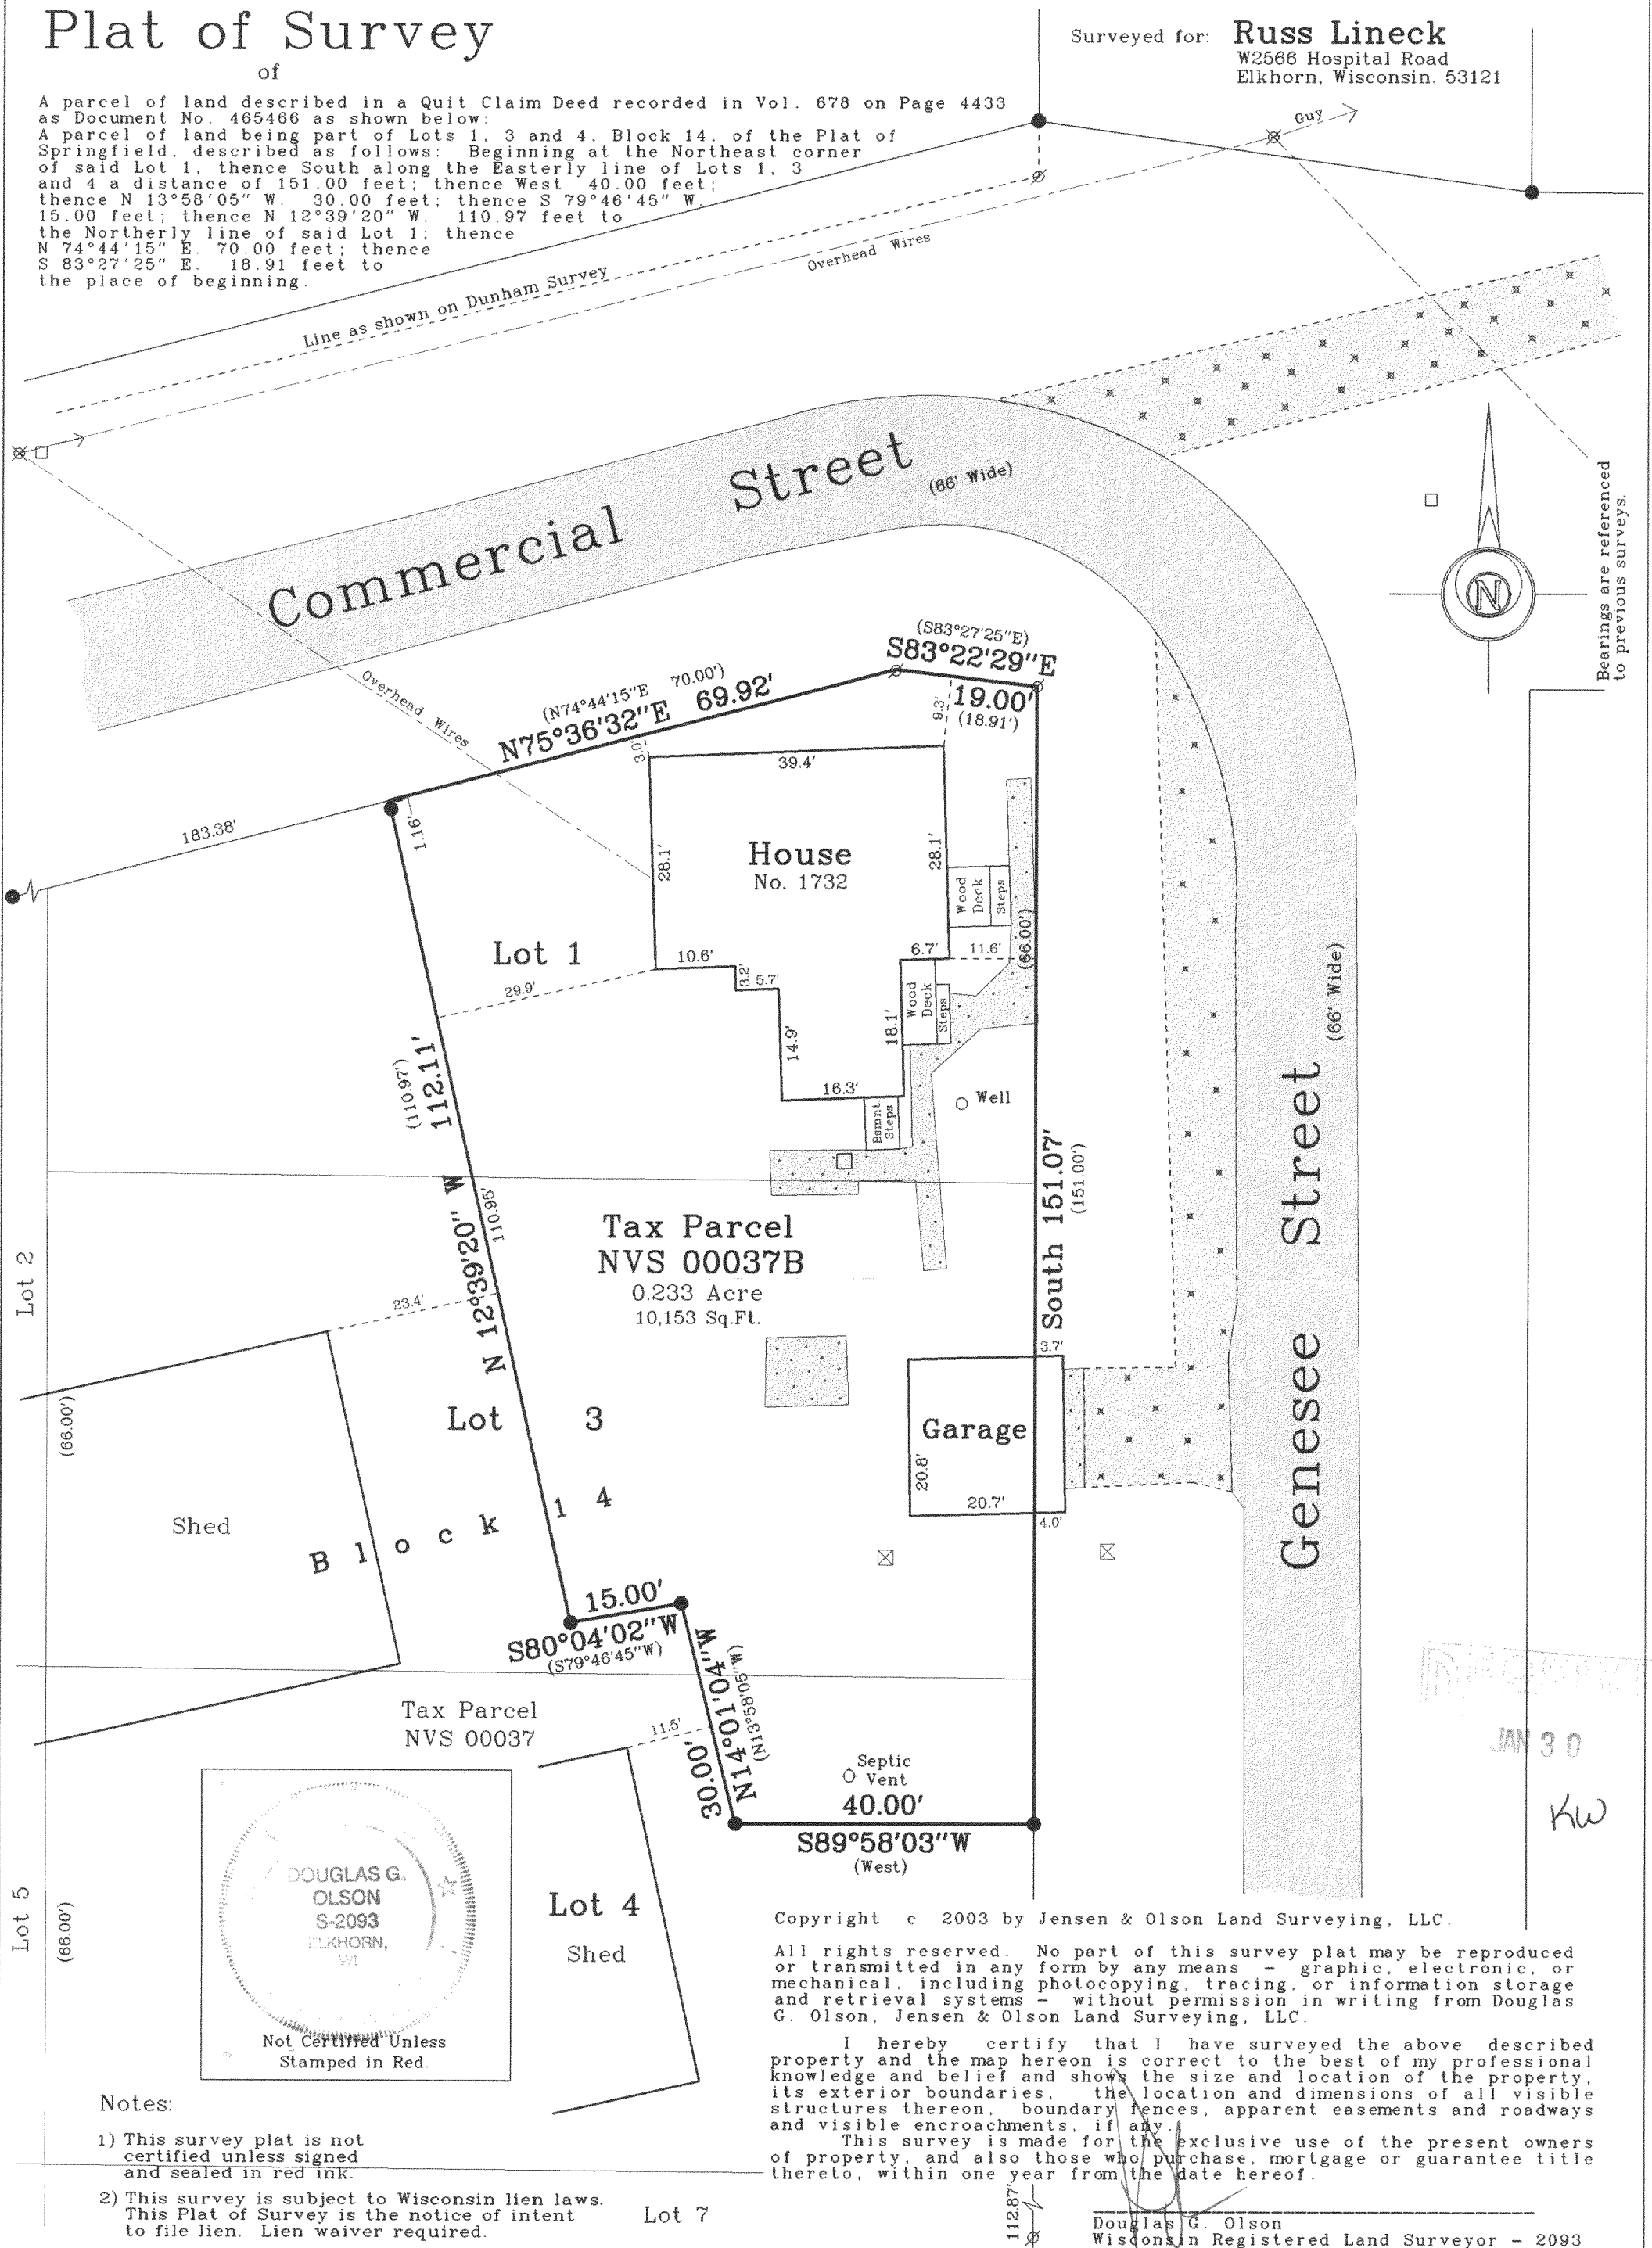 Plat of Survey
of
A parcel of land described in a Quit Claim Deed recorded in Vol. 678 on Page 4433
as Document No. 465466 as shown below:
A parcel of land being part of Lots 1, 3 and 4, Block 14, of the Plat of
Springfield, described as follows: Beginning at the Northeast corner
of said Lot 1, thence South along the Easterly line of Lots 1, 3
and 4 a distance of 151.00 feet; thence West 40.00 feet;
thence N 13°58'05" W. 30.00 feet; thence S 79°46'45" W.
15.00 feet; thence N 12°39'20" W. 110.97 feet to
the Northerly line of said Lot 1; thence
N 74°44'15" E. 70.00 feet; thence
S 83°27'25" E. 18.91 feet to
the place of beginning.
Surveyed for: Russ Lineck
W2566 Hospital Road
Elkhorn, Wisconsin. 53121
Guy
Line as shown on Dunham Survey
Overhead Wires
Commercial Street
(66' Wide)
N
Bearings are referenced
to previous surveys.
Overhead Wires
(S83°27'25"E)
S83°22'29"E
19.00'
(18.91')
(N74°44'15"E 70.00')
N75°36'32"E 69.92'
9.3'
3.0'
39.4'
183.38'
1.16'
28.1'
House
No. 1732
28.1'
Wood
Deck
Steps
(66.00')
Lot 1
10.6'
3.2'
5.7'
6.7'
11.6'
29.9'
Wood
Deck
Steps
14.9'
18.1'
16.3'
Bsmnt.
Steps
Well
(66' Wide)
Genesee Street
(110.97')
112.11'
N 12°39'20" W
110.95'
South 151.07'
(151.00')
Tax Parcel
NVS 00037B
0.233 Acre
10,153 Sq.Ft.
Lot 2
23.4'
3.7'
(66.00')
Lot 3
Garage
20.8'
20.7'
4.0'
Shed
Block 14
15.00'
S80°04'02"W
(S79°46'45"W)
N14°01'04"W
(N13°58'05"W)
30.00'
Tax Parcel
NVS 00037
11.5'
Septic
Vent
40.00'
S89°58'03"W
(West)
JAN 30
KW
DOUGLAS G.
OLSON
S-2093
ELKHORN,
WI
Not Certified Unless
Stamped in Red.
Lot 5
(66.00')
Lot 4
Shed
Copyright c 2003 by Jensen & Olson Land Surveying, LLC.
All rights reserved. No part of this survey plat may be reproduced
or transmitted in any form by any means - graphic, electronic, or
mechanical, including photocopying, tracing, or information storage
and retrieval systems - without permission in writing from Douglas
G. Olson, Jensen & Olson Land Surveying, LLC.
I hereby certify that I have surveyed the above described
property and the map hereon is correct to the best of my professional
knowledge and belief and shows the size and location of the property,
its exterior boundaries, the location and dimensions of all visible
structures thereon, boundary fences, apparent easements and roadways
and visible encroachments, if any.
This survey is made for the exclusive use of the present owners
of property, and also those who purchase, mortgage or guarantee title
thereto, within one year from the date hereof.
Notes:
1) This survey plat is not
certified unless signed
and sealed in red ink.
2) This survey is subject to Wisconsin lien laws.
This Plat of Survey is the notice of intent
to file lien. Lien waiver required.
Lot 7
112.87'
Douglas G. Olson
Wisconsin Registered Land Surveyor - 2093